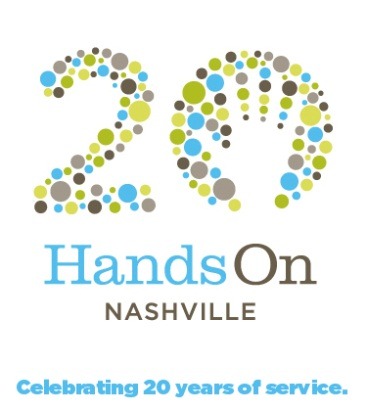 20
HandsOn
NASHVILLE
Celebrating 20 years of service.